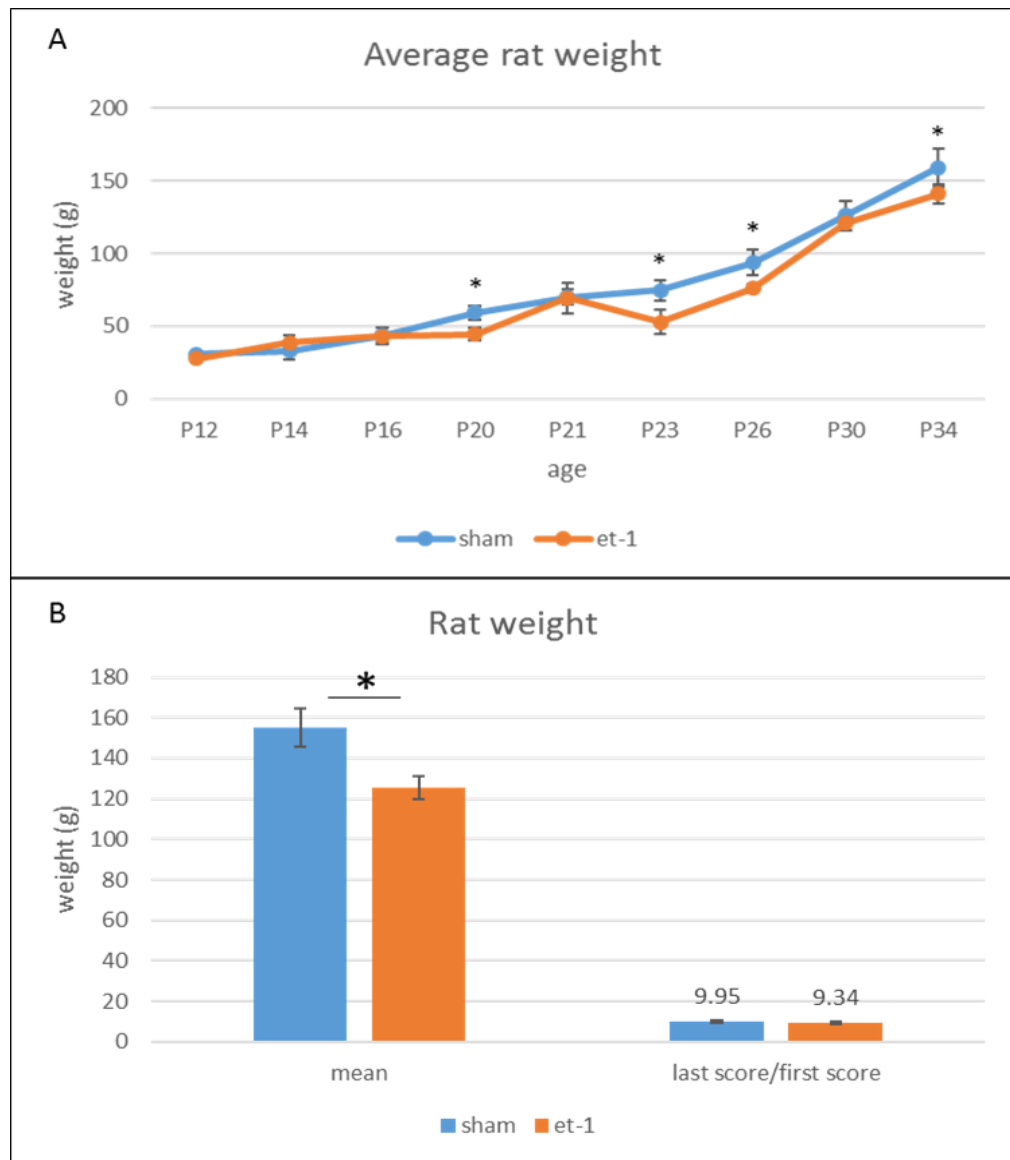 A
Average rat weight
200
150
100
50
0
weight (g)
*
*
*
*
P12 P14 P16 P20 P21 P23 P26 P30 P34
age
sham et-1
B
Rat weight
180
160
140
120
100
80
60
40
20
0
weight (g)
*
9.95 9.34
mean last score/first score
sham et-1